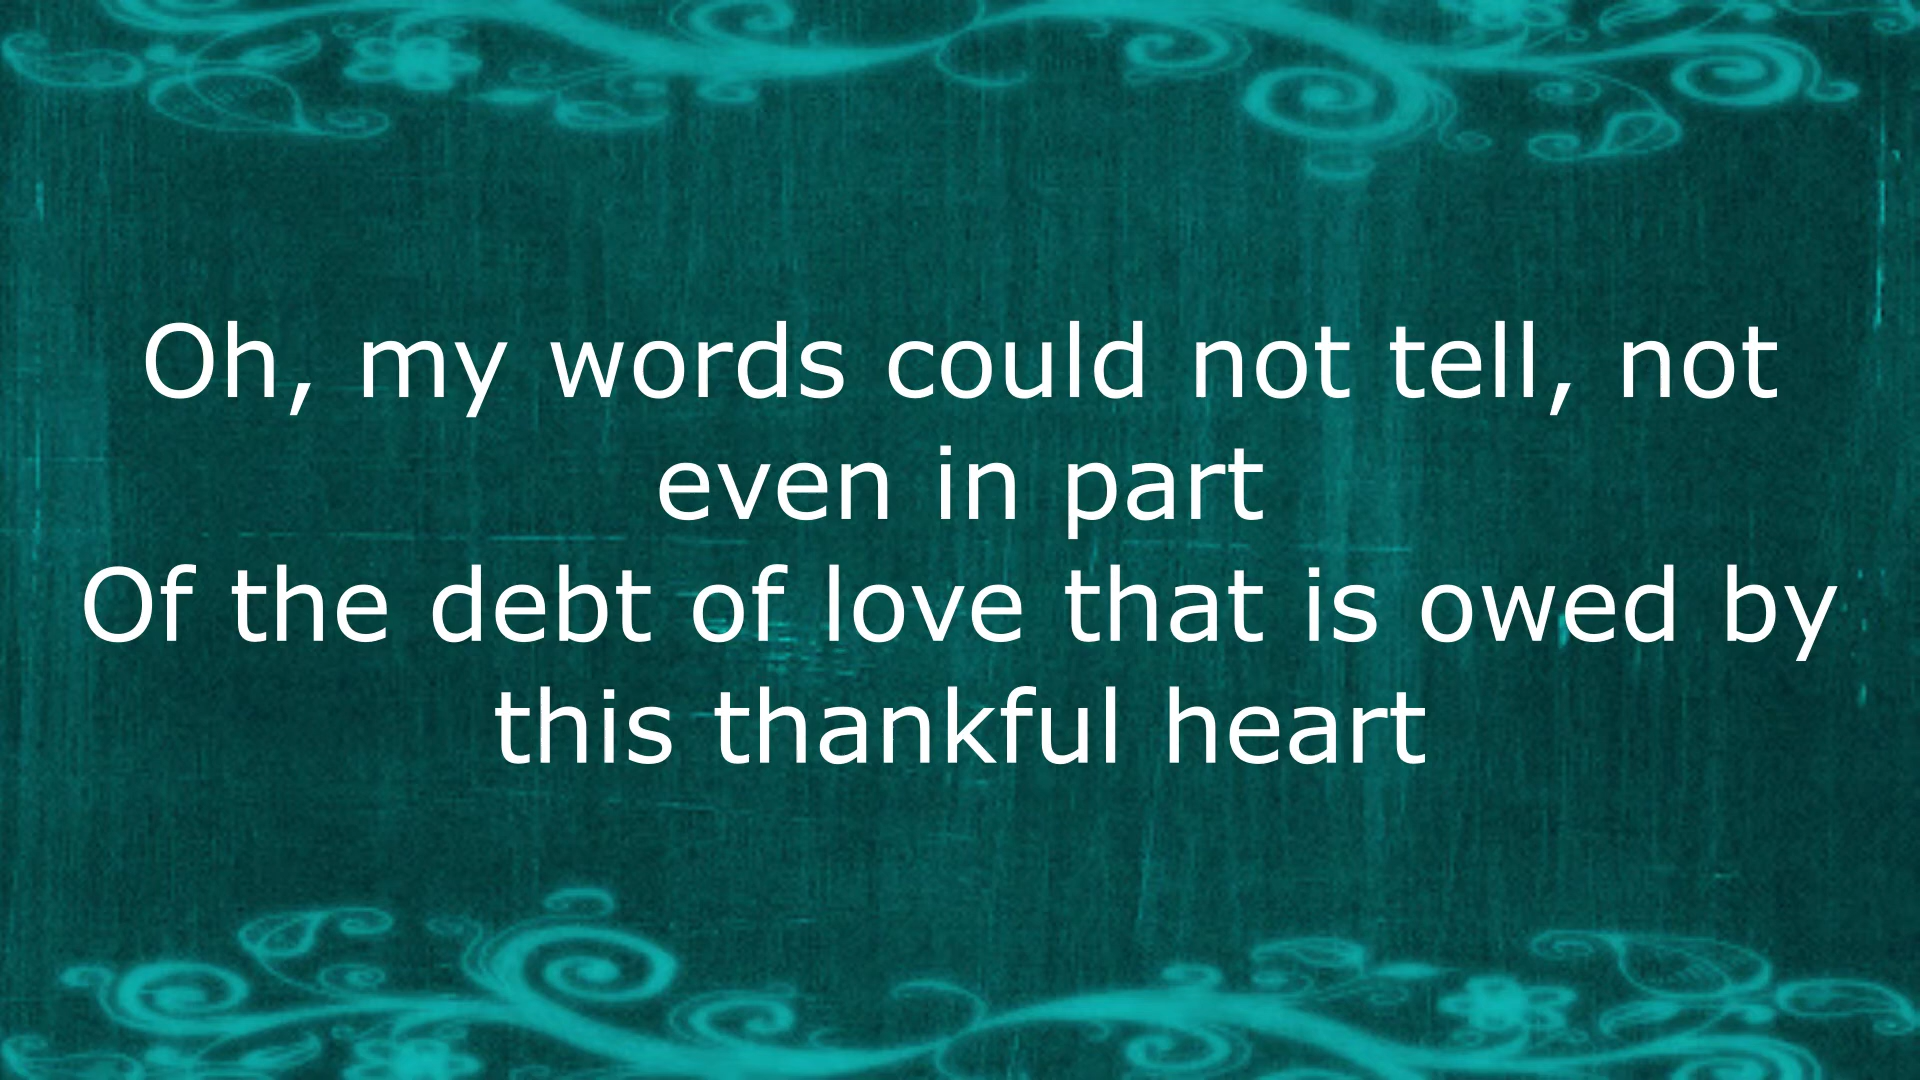 Oh, my words could not tell, not
even in part
Of the debt of love that is owed by
this thankful heart